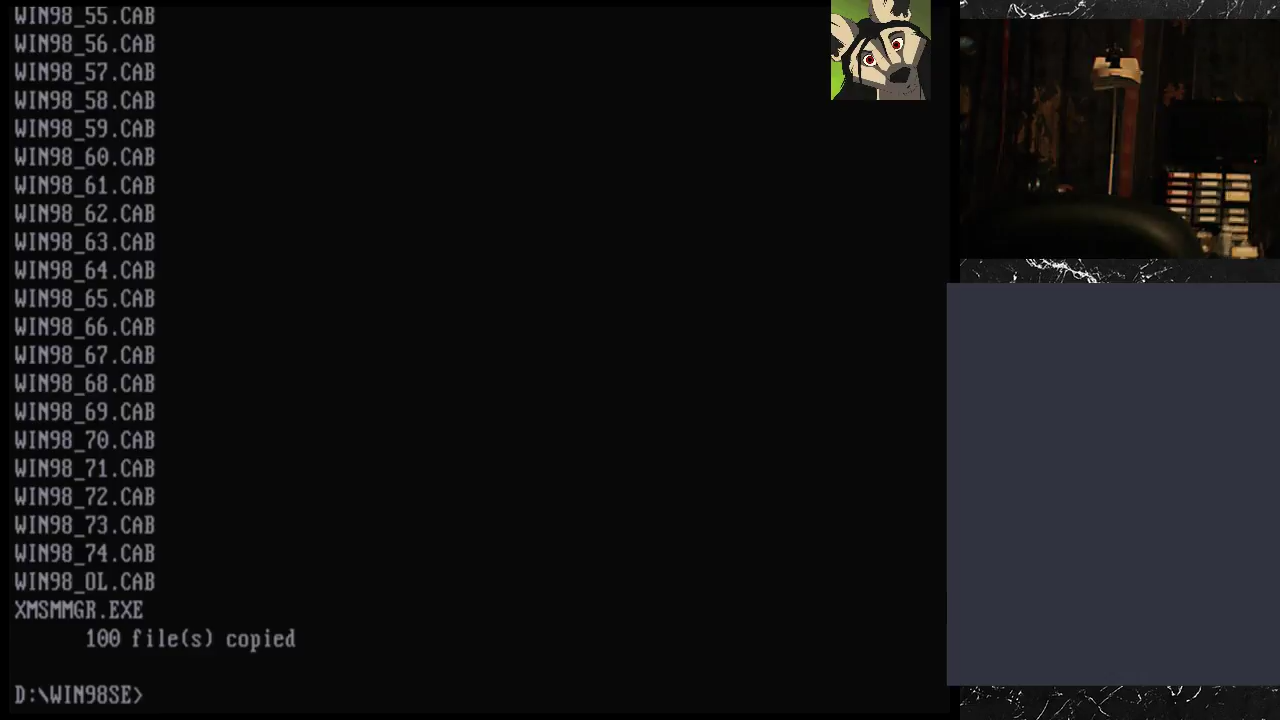 WIN98_55.CAB
WIN98_56.CAB
WIN98_57.CAB
WIN98_58.CAB
WIN98_59.CAB
WIN98_60.CAB
WIN98_61.CAB
WIN98_62.CAB
WIN98_63.CAB
WIN98_64.CAB
WIN98_65.CAB
WIN98_66.CAB
WIN98_67.CAB
WIN98_68.CAB
WIN98_69.CAB
WIN98_70.CAB
WIN98_71.CAB
WIN98_72.CAB
WIN98_73.CAB
WIN98_74.CAB
WIN98_OL.CAB
XMSMMGR.EXE
100 file(s) copied
D:\WIN98SE>